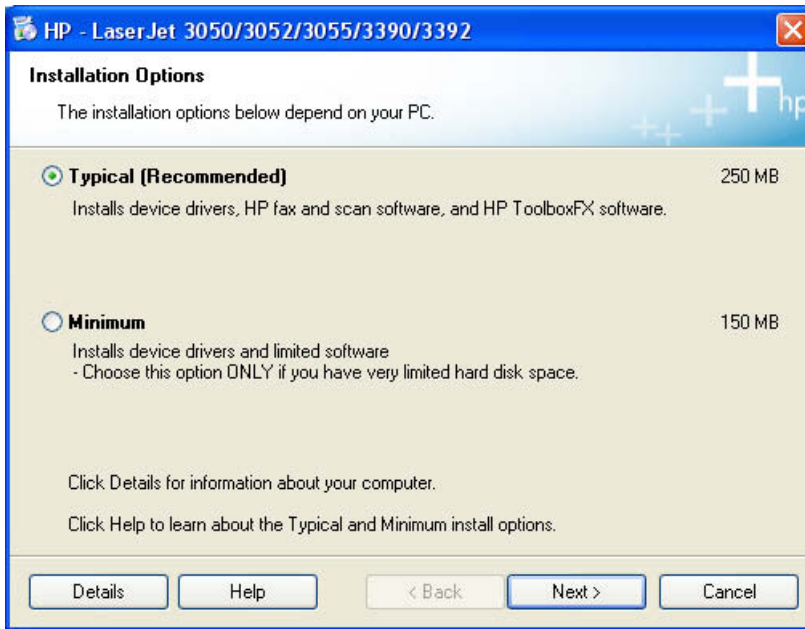 HP - LaserJet 3050/3052/3055/3390/3392
Installation Options
The installation options below depend on your PC.
hp
Typical (Recommended) 250 MB
Installs device drivers, HP fax and scan software, and HP ToolboxFX software.
Minimum 150 MB
Installs device drivers and limited software
- Choose this option ONLY if you have very limited hard disk space.
Click Details for information about your computer.
Click Help to learn about the Typical and Minimum install options.
Details Help < Back Next > Cancel